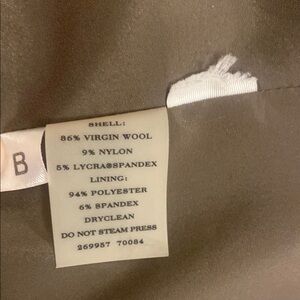 B
SHELL:
86% VIRGIN WOOL
9% NYLON
5% LYCRA®SPANDEX
LINING:
94% POLYESTER
6% SPANDEX
DRYCLEAN
DO NOT STEAM PRESS
269957 70084